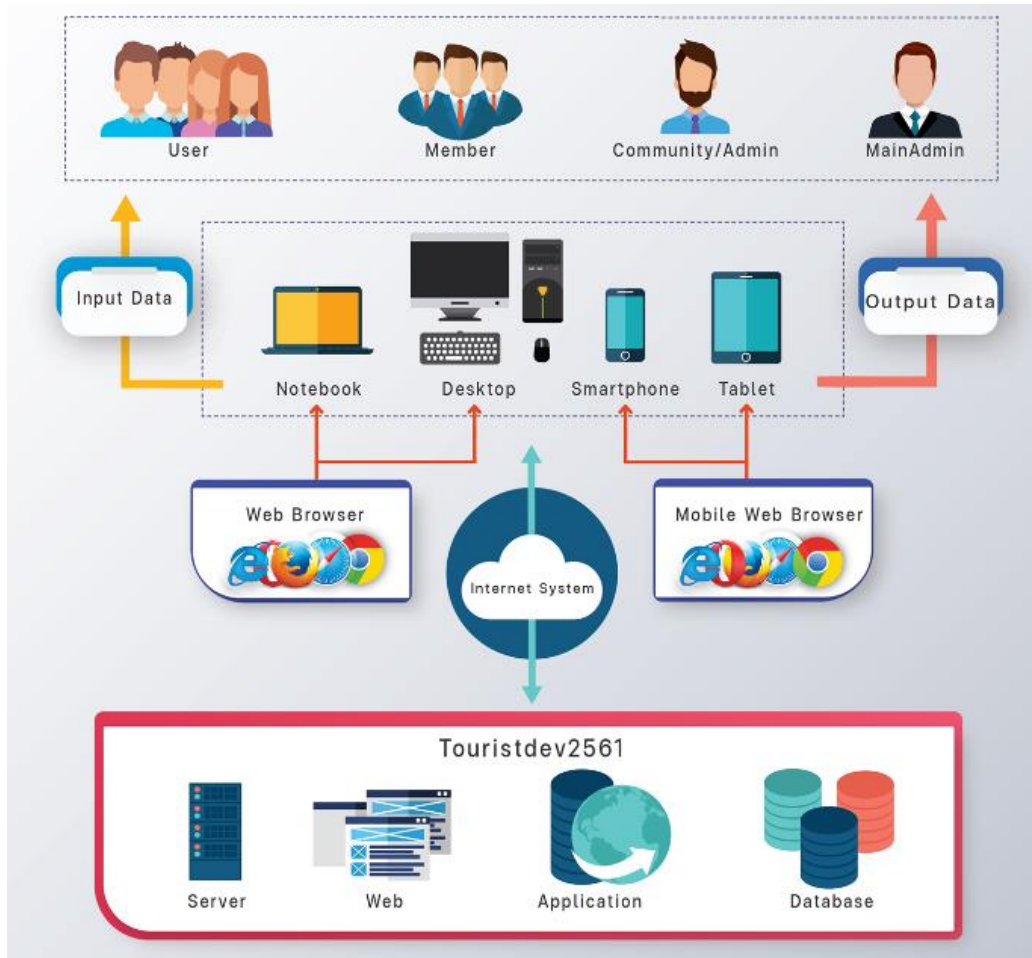 User
Member
Community/Admin
MainAdmin
Input Data
Output Data
Notebook
Desktop
Smartphone
Tablet
Web Browser
Mobile Web Browser
Internet System
Touristdev2561
Server
Web
Application
Database